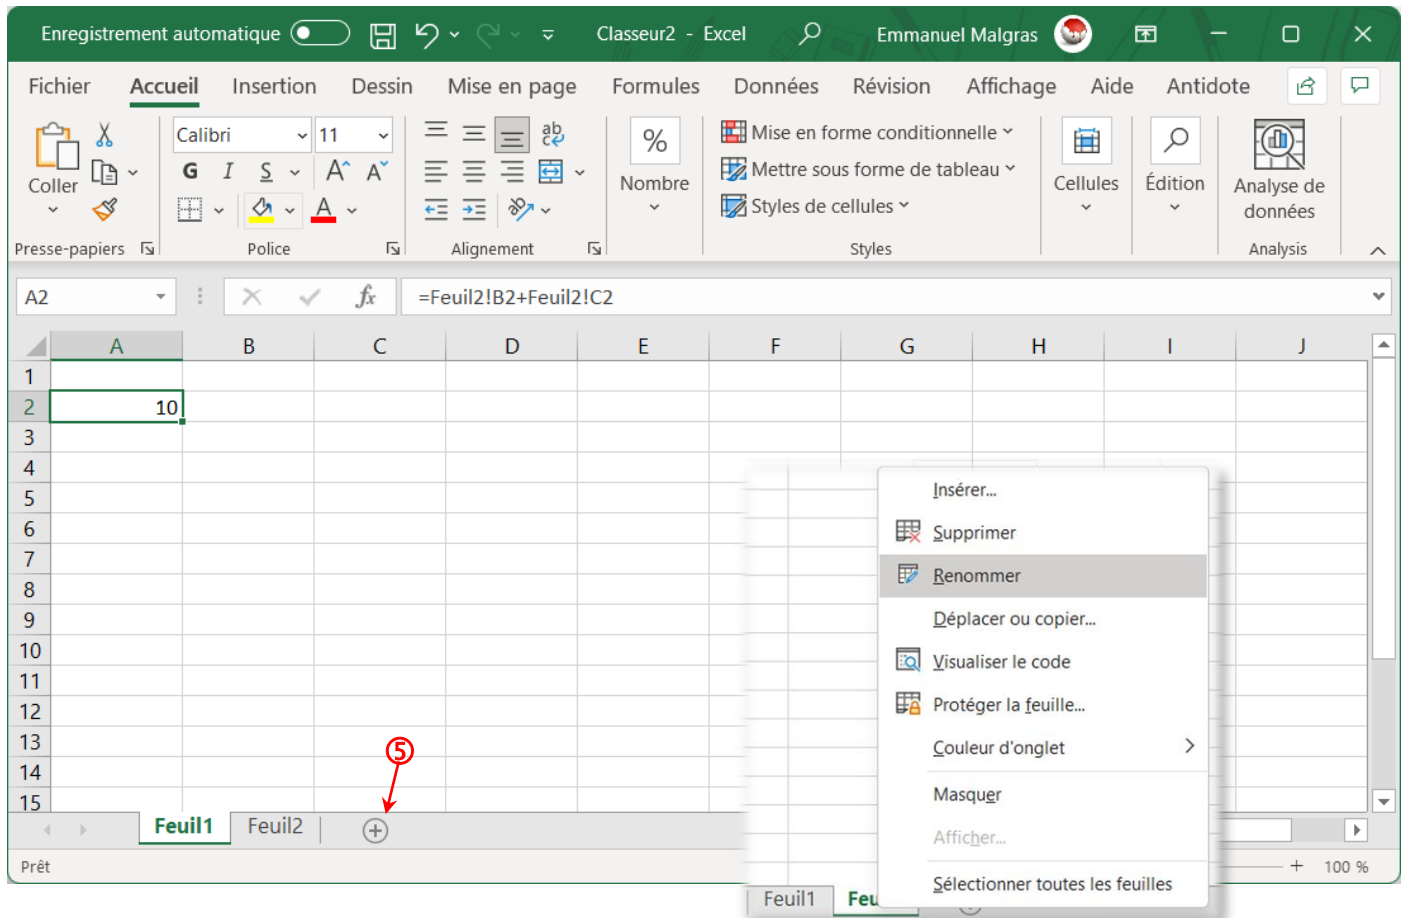 Enregistrement automatique Classeur2 - Excel Emmanuel Malgras
Fichier Accueil Insertion Dessin Mise en page Formules Données Révision Affichage Aide Antidote
Coller
Presse-papiers
Calibri 11
G I S A A
A
Police
ab
c
Alignement
%
Nombre
Mise en forme conditionnelle
Mettre sous forme de tableau
Styles de cellules
Styles
Cellules
Édition
Analyse de
données
Analysis
A2 fx =Feuil2!B2+Feuil2!C2
A B C D E F G H I J
1
2 10
3
4
5
6
7
8
9
10
11
12
13
14
15
⑤
Insérer...
Supprimer
Renommer
Déplacer ou copier...
Visualiser le code
Protéger la feuille...
Couleur d'onglet
Masquer
Afficher...
Sélectionner toutes les feuilles
Feuil1 Feuil2
Prêt 100 %
Feuil1 Feu